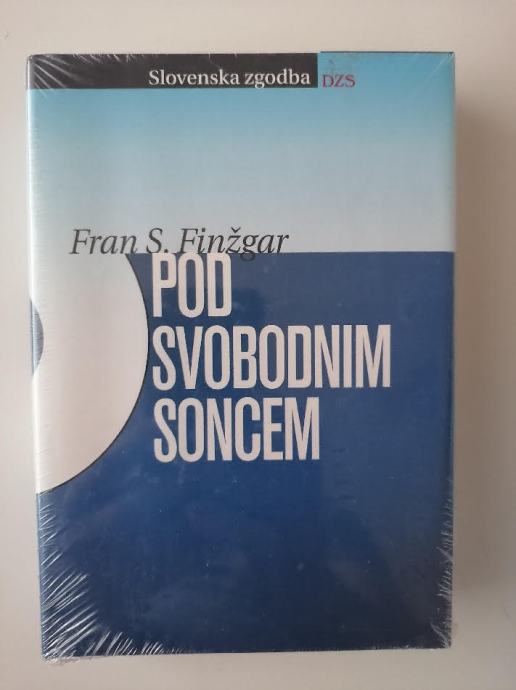 Slovenska zgodba DZS
Fran S. Finžgar
POD
SVOBODNIM
SONCEM